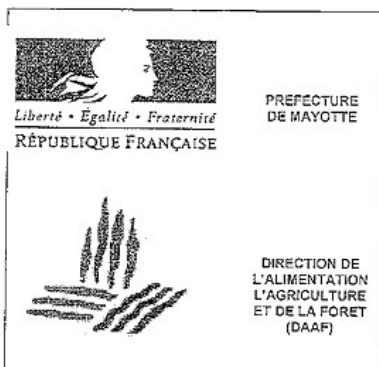 Liberté • Égalité • Fraternité
RÉPUBLIQUE FRANÇAISE
PREFECTURE
DE MAYOTTE
DIRECTION DE
L'ALIMENTATION
L'AGRICULTURE
ET DE LA FORET
(DAAF)